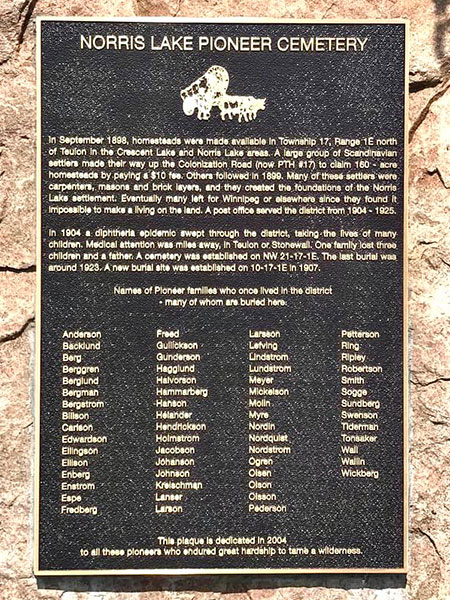 NORRIS LAKE PIONEER CEMETERY
In September 1898, homesteads were made available in Township 17, Range 1E north
of Teulon in the Crescent Lake and Norris Lake areas. A large group of Scandinavian
settlers made their way up the Colonization Road (now PTH #17) to claim 160 - acre
homesteads by paying a $10 fee. Others followed in 1899. Many of these settlers were
carpenters, masons and brick layers, and they created the foundations of the Norris
Lake settlement. Eventually many left for Winnipeg or elsewhere since they found it
impossible to make a living on the land. A post office served the district from 1904 - 1925.
In 1904 a diphtheria epidemic swept through the district, taking the lives of many
children. Medical attention was miles away, in Teulon or Stonewall. One family lost three
children and a father. A cemetery was established on NW 21-17-1E. The last burial was
around 1923. A new burial site was established on 10-17-1E in 1907.
Names of Pioneer families who once lived in the district
- many of whom are buried here.
Anderson
Backlund
Berg
Berggren
Berglund
Bergman
Bergstrom
Billson
Carlson
Edwardson
Ellingson
Ellison
Enberg
Enstrom
Espe
Fredberg
Freed
Gullickson
Gunderson
Hagglund
Halvorson
Hammarberg
Hanson
Helander
Hendrickson
Holmstrom
Jacobson
Johanson
Johnson
Kreischman
Lanser
Larson
Larsson
Lefving
Lindstrom
Lundstrom
Meyer
Mickelson
Molin
Myre
Nordin
Nordquist
Nordstrom
Ogren
Olsen
Olson
Olsson
Pederson
Petterson
Ring
Ripley
Robertson
Smith
Sogge
Sundberg
Swenson
Tiderman
Tonsaker
Wall
Wallin
Wickberg
This plaque is dedicated in 2004
to all these pioneers who endured great hardship to tame a wilderness.